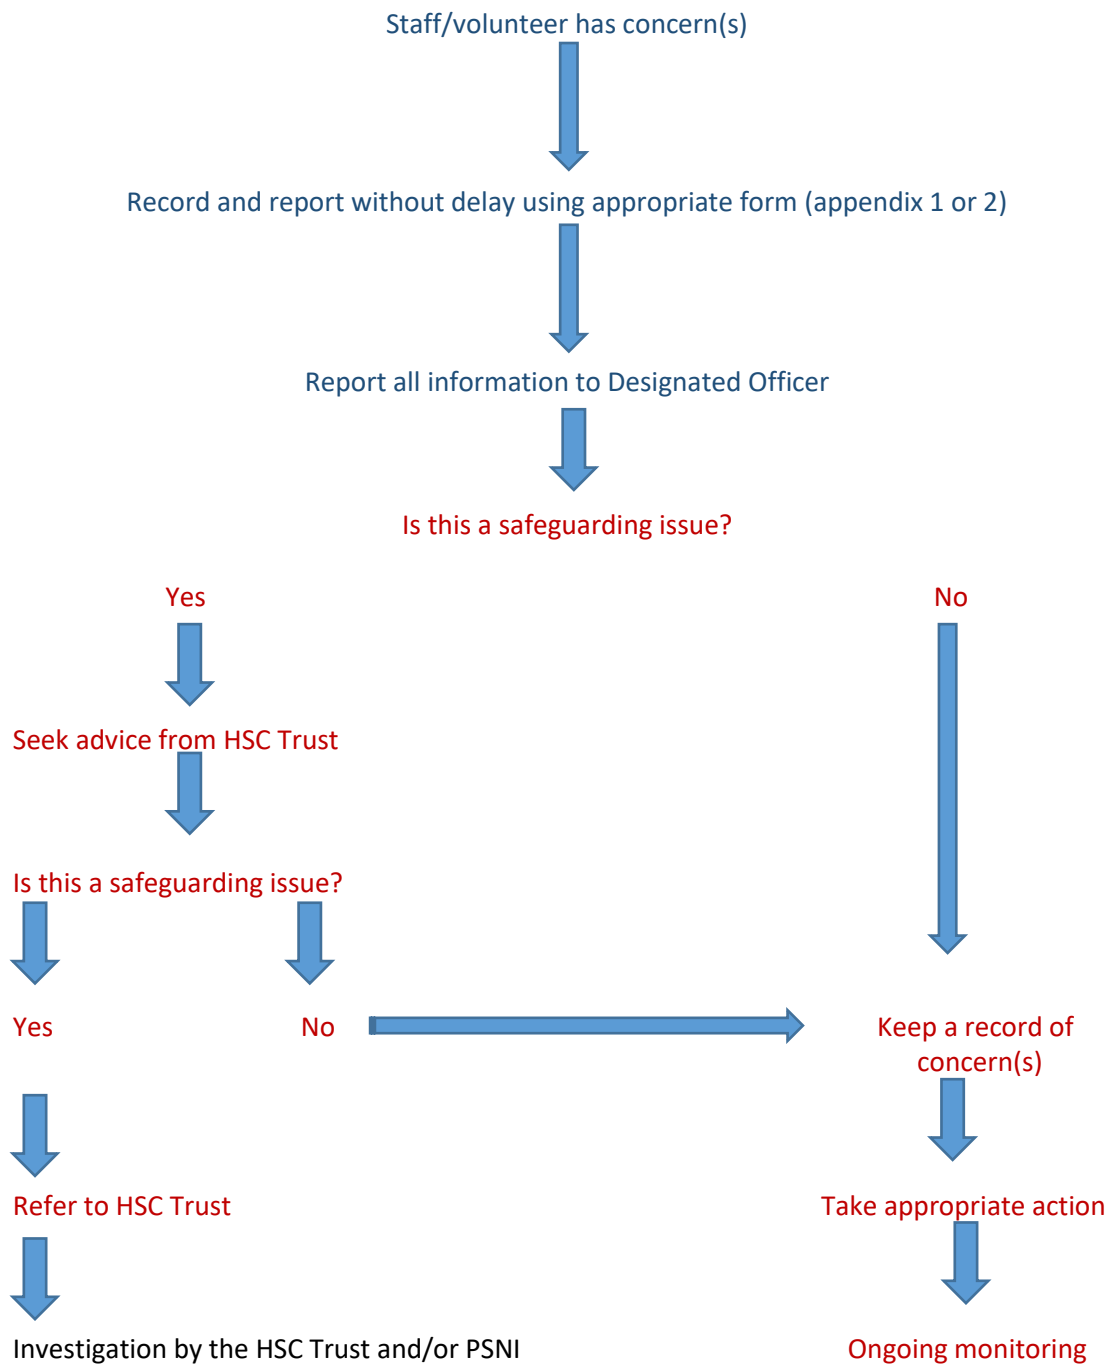 Staff/volunteer has concern(s)
Record and report without delay using appropriate form (appendix 1 or 2)
Report all information to Designated Officer
Is this a safeguarding issue?
Yes
No
Seek advice from HSC Trust
Is this a safeguarding issue?
Yes
No
Keep a record of
concern(s)
Refer to HSC Trust
Take appropriate action
Investigation by the HSC Trust and/or PSNI
Ongoing monitoring